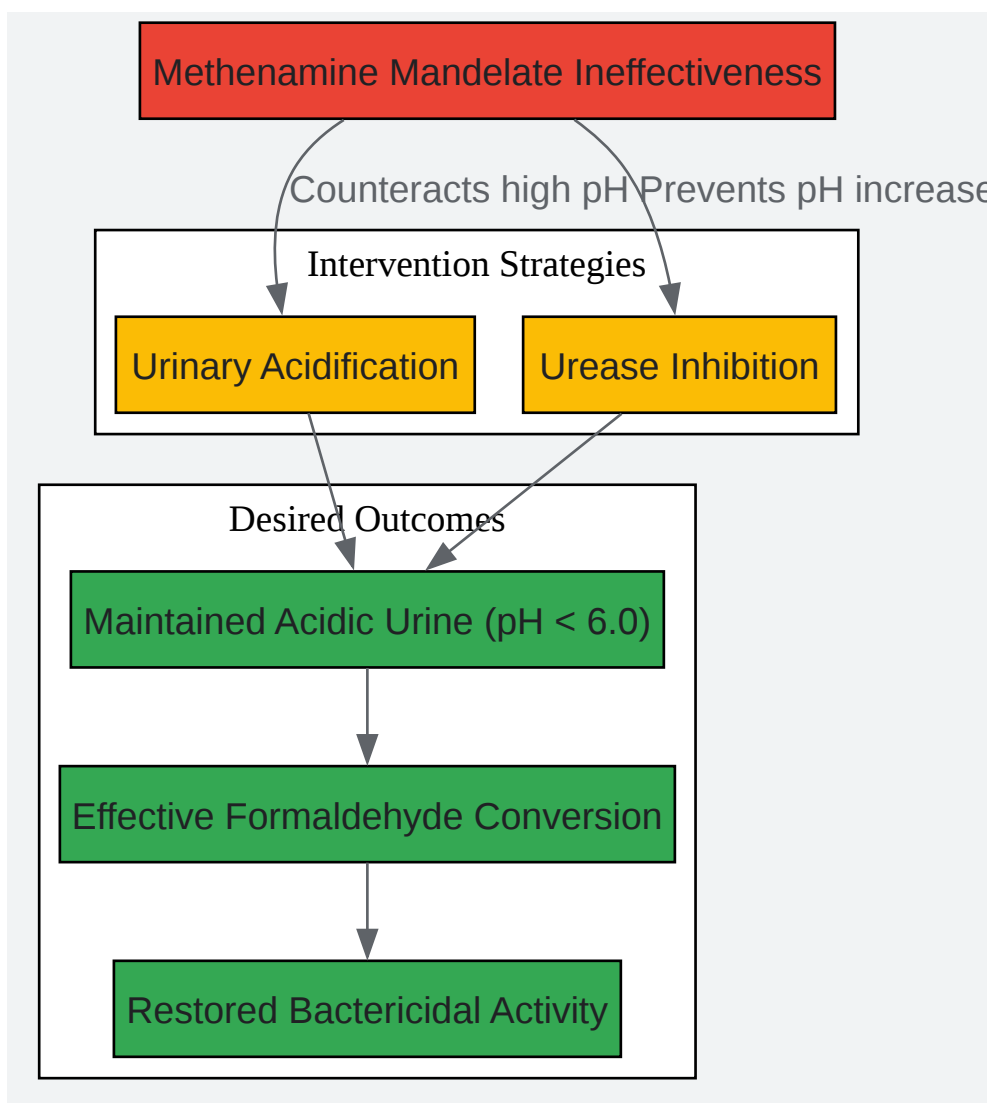 Methenamine Mandelate Ineffectiveness
Counteracts high pH
Prevents pH increase
Intervention Strategies
Urinary Acidification
Urease Inhibition
Desired Outcomes
Maintained Acidic Urine (pH < 6.0)
Effective Formaldehyde Conversion
Restored Bactericidal Activity